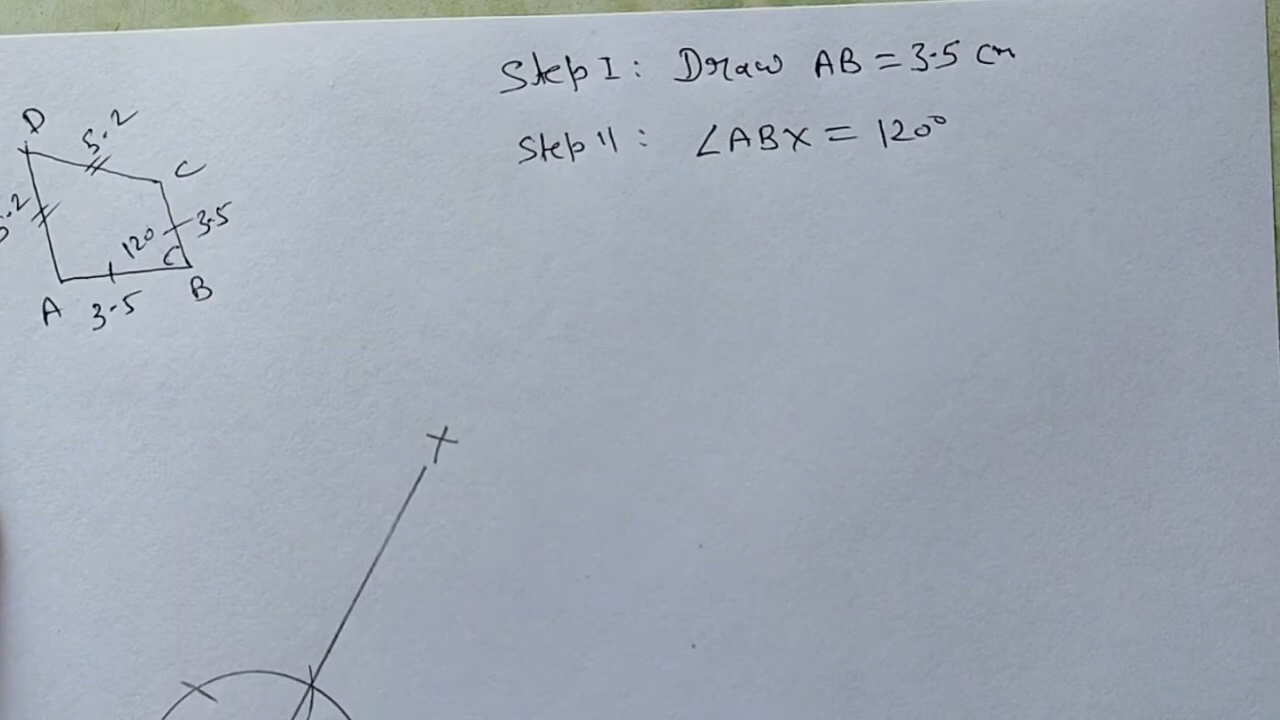 Step I: Draw AB = 3.5 cm
Step II: ∠ABX = 120°
D
5.2
C
3.5
120
A
3.5
B
X